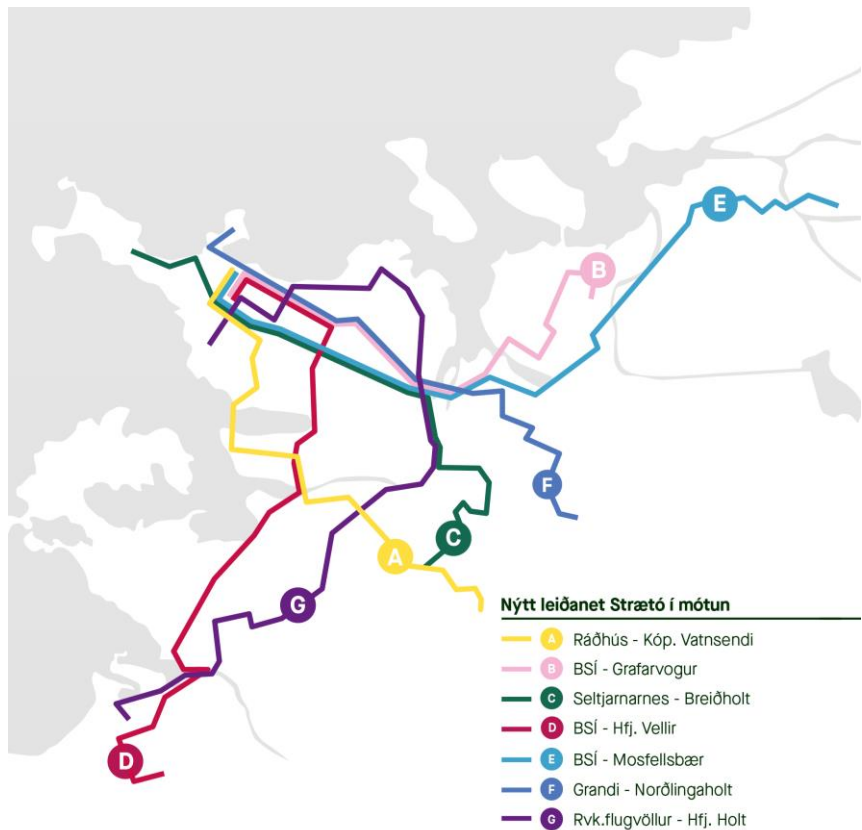 E
B
F
C
A
G
D
Nýtt leiðanet Strætó í mótun
A Ráðhús - Kóp. Vatnsendi
B BSÍ - Grafarvogur
C Seltjarnarnes - Breiðholt
D BSÍ - Hfj. Vellir
E BSÍ - Mosfellsbær
F Grandi - Norðlingaholt
G Rvk.flugvöllur - Hfj. Holt